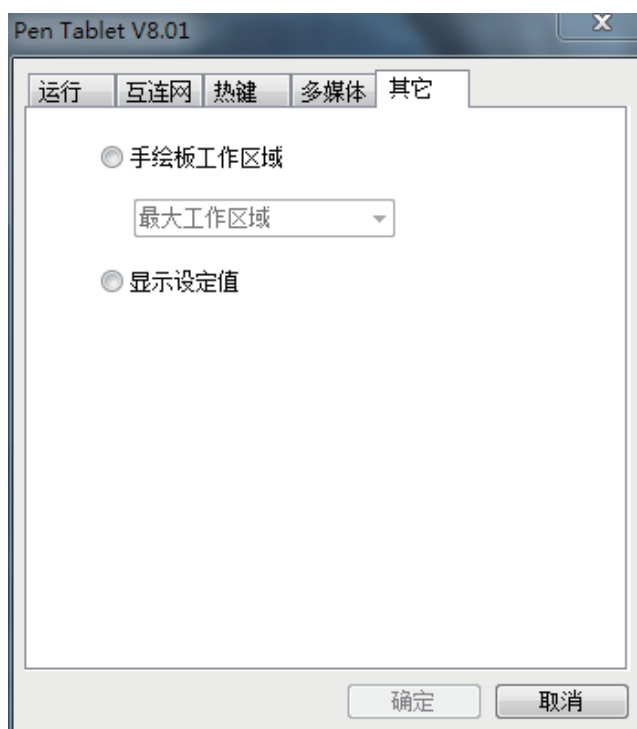 Pen Tablet V8.01
运行 互连网 热键 多媒体 其它
手绘板工作区域
最大工作区域
显示设定值
确定 取消